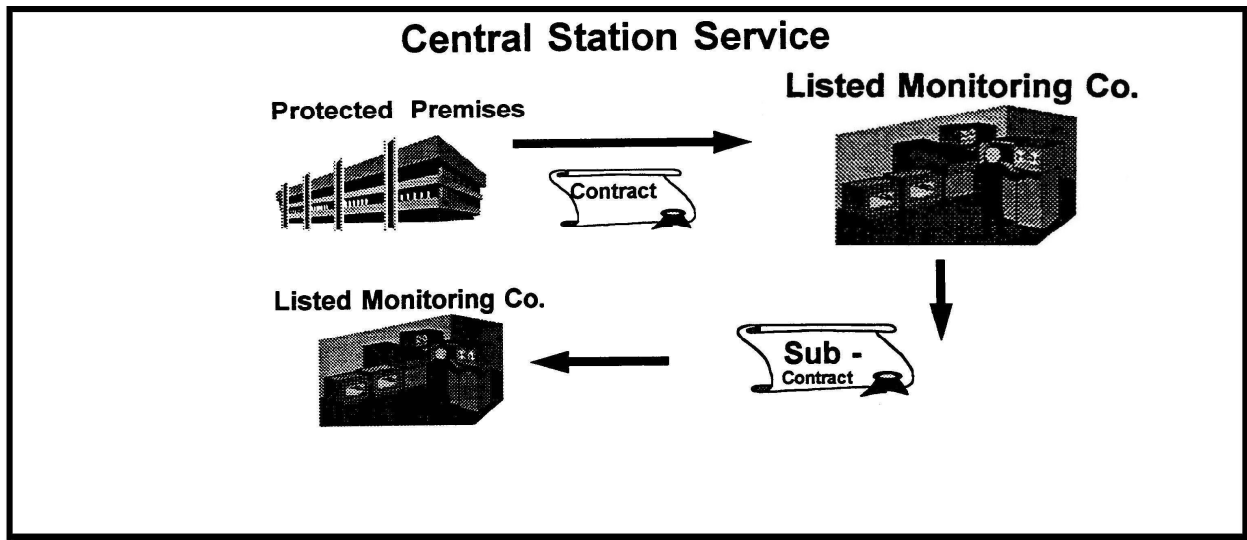 Central Station Service
Protected Premises
Listed Monitoring Co.
Contract
Listed Monitoring Co.
Sub -
Contract